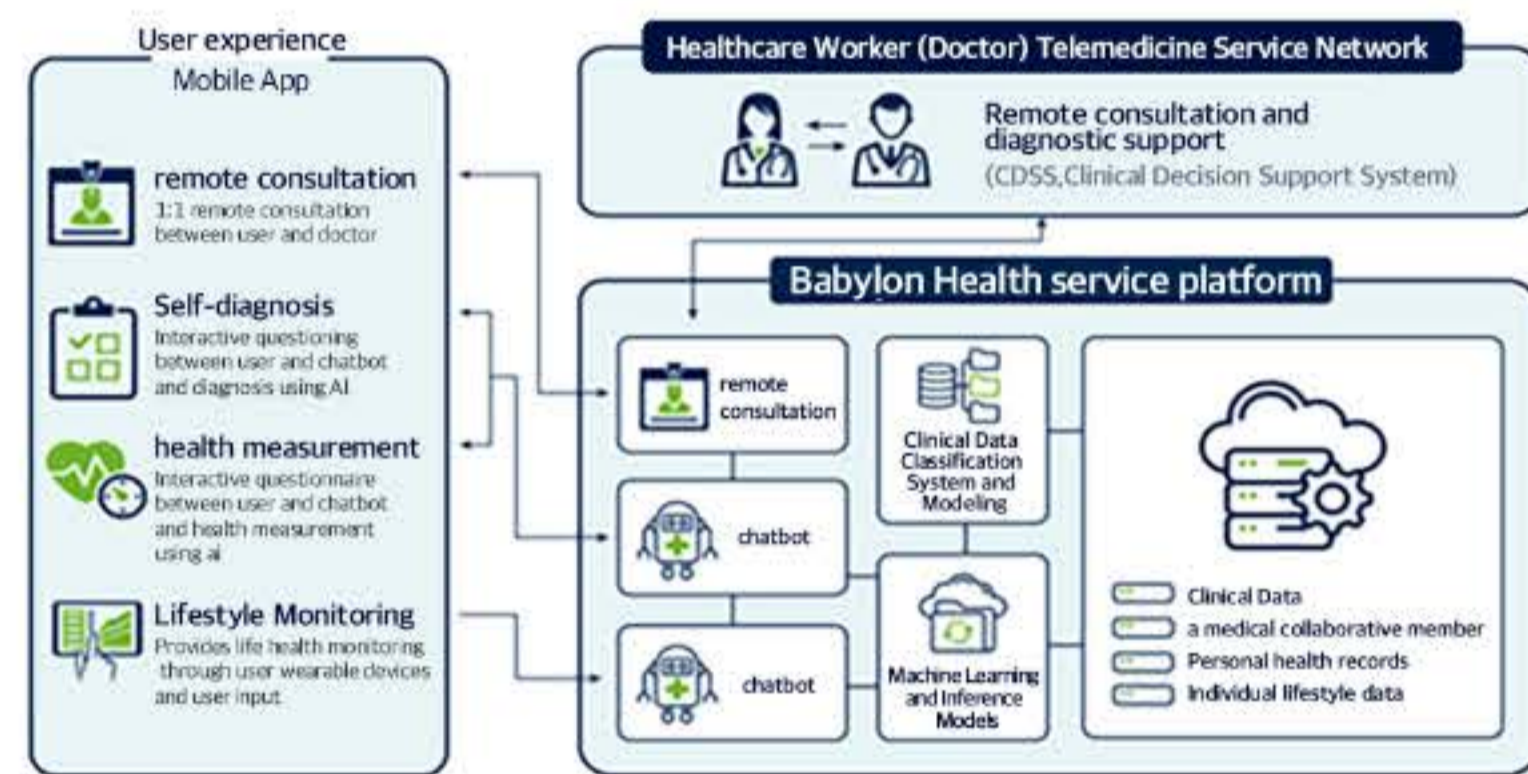 User experience
Mobile App
remote consultation
1:1 remote consultation
between user and doctor
Self-diagnosis
Interactive questioning
between user and chatbot
and diagnosis using AI
health measurement
Interactive questionnaire
between user and chatbot
and health measurement
using ai
Lifestyle Monitoring
Provides life health monitoring
through user wearable devices
and user input
Healthcare Worker (Doctor) Telemedicine Service Network
Remote consultation and
diagnostic support
(CDSS,Clinical Decision Support System)
Babylon Health service platform
remote
consultation
chatbot
chatbot
Clinical Data
Classification
System and
Modeling
Machine Learning
and Inference
Models
Clinical Data
a medical collaborative member
Personal health records
Individual lifestyle data